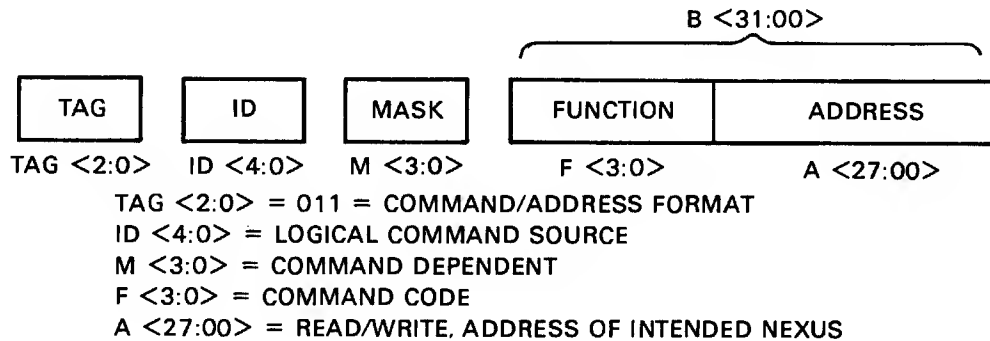 B <31:00>
TAG ID MASK FUNCTION ADDRESS
TAG <2:0> ID <4:0> M <3:0> F <3:0> A <27:00>
TAG <2:0> = 011 = COMMAND/ADDRESS FORMAT
ID <4:0> = LOGICAL COMMAND SOURCE
M <3:0> = COMMAND DEPENDENT
F <3:0> = COMMAND CODE
A <27:00> = READ/WRITE, ADDRESS OF INTENDED NEXUS